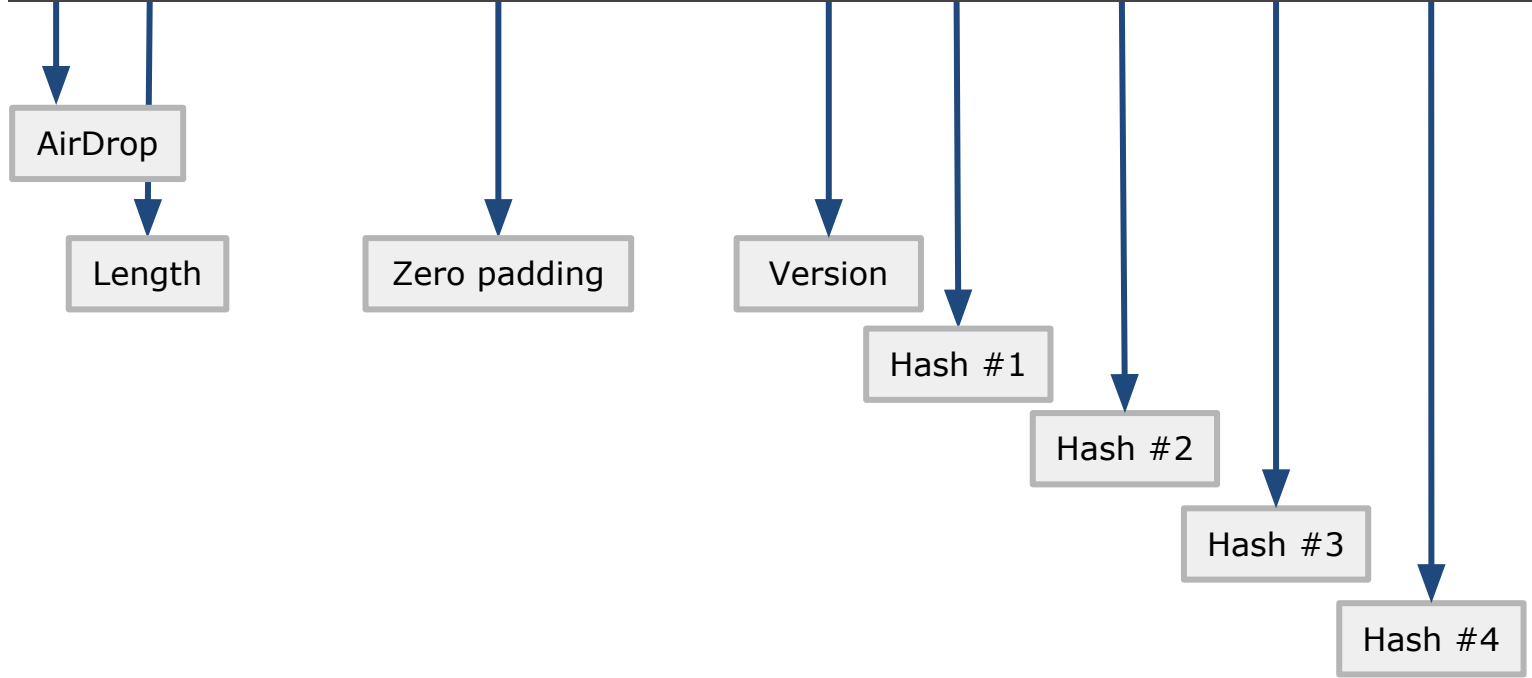 AirDrop
Length
Zero padding
Version
Hash #1
Hash #2
Hash #3
Hash #4